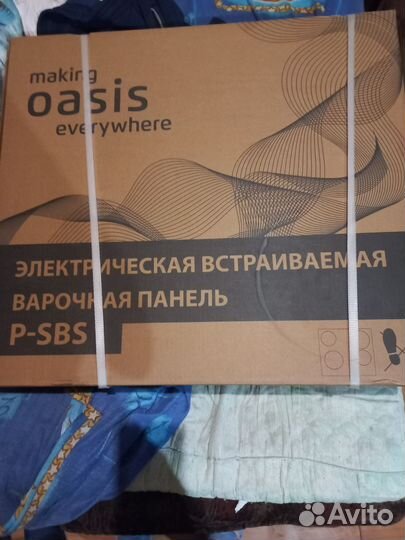 making
oasis
everywhere
ЭЛЕКТРИЧЕСКАЯ ВСТРАИВАЕМАЯ
ВАРОЧНАЯ ПАНЕЛЬ
P-SBS
Avito